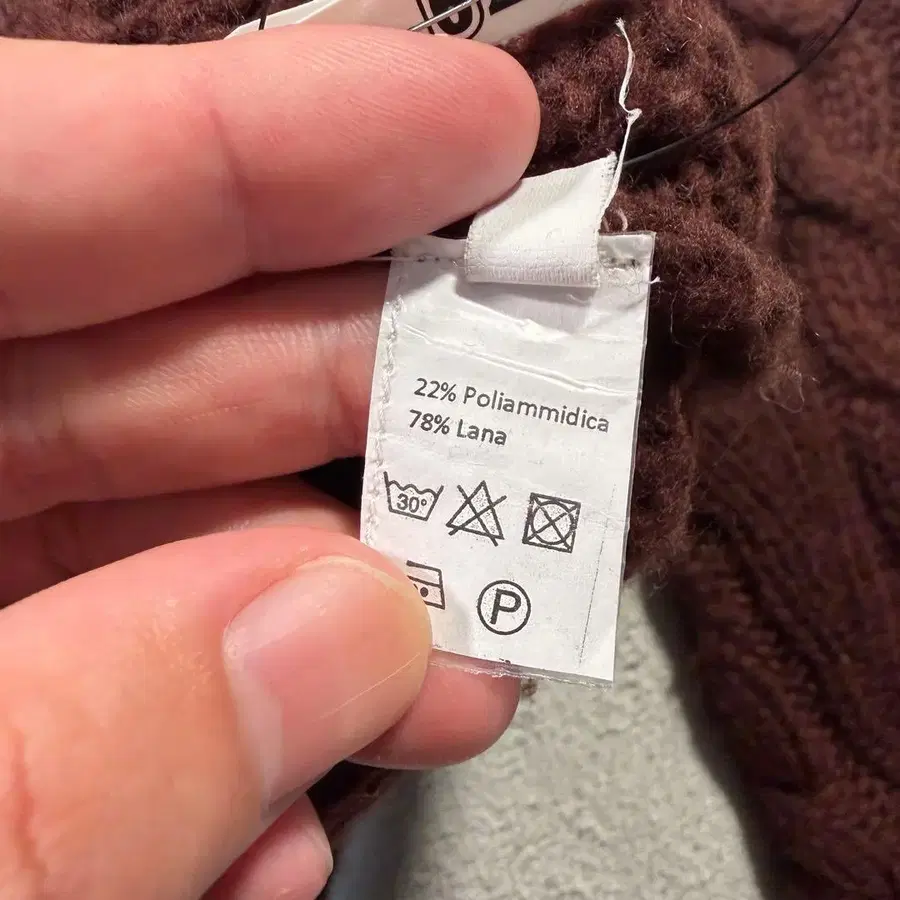 22% Poliammidica
78% Lana
30°
P